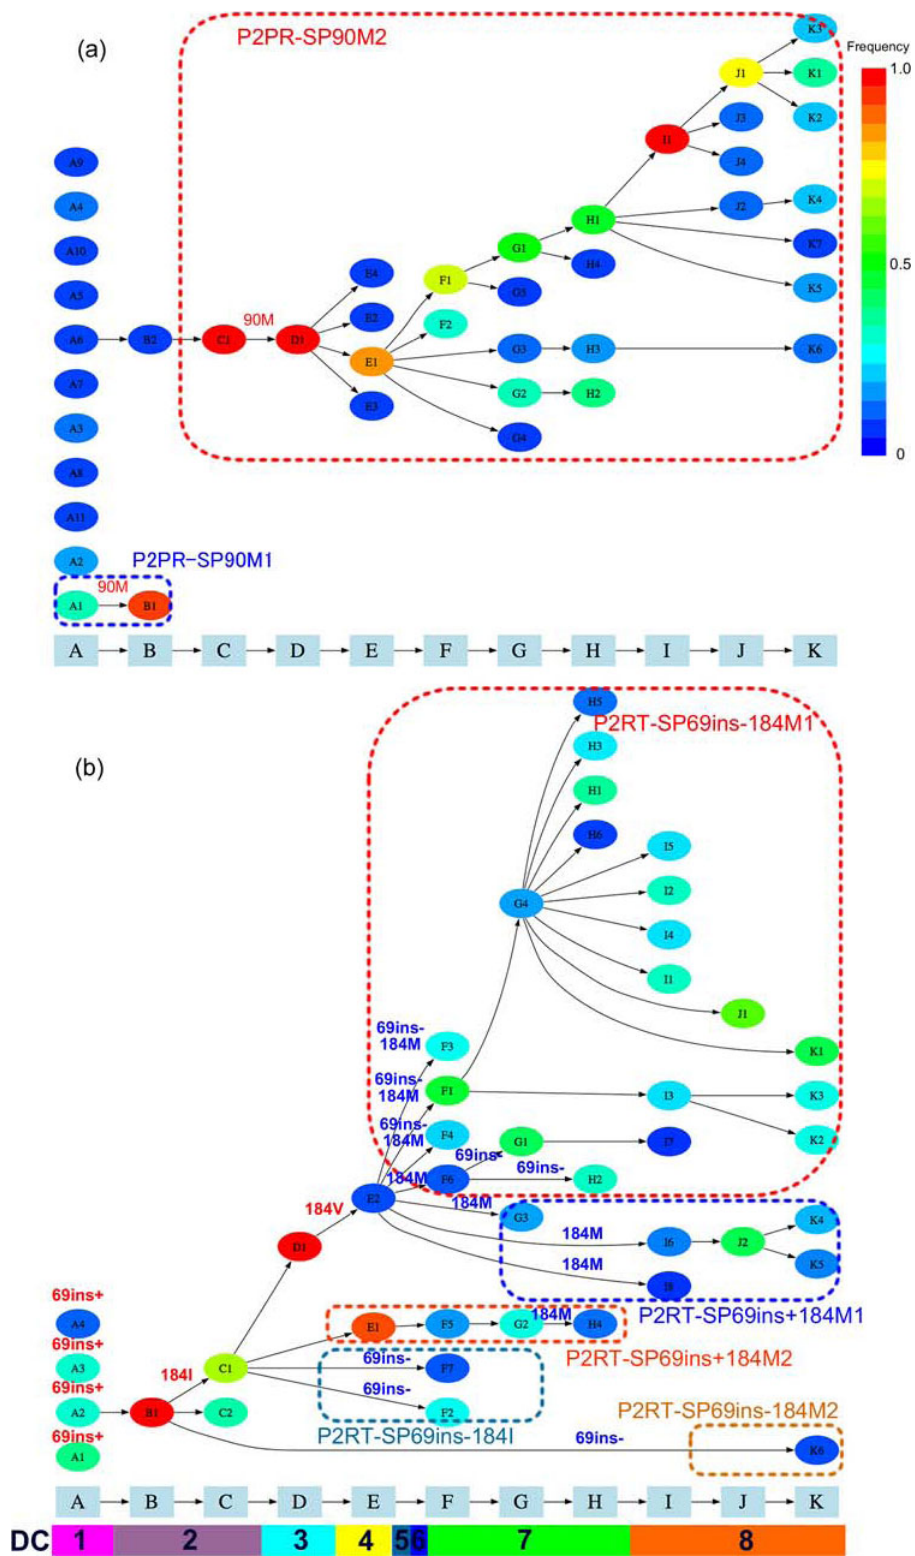 (a)
P2PR-SP90M2
Frequency
1.0
0.5
0
K3
J1
K1
J3
K2
I1
A9
J4
A4
J2
K4
H1
A10
G1
K7
H4
E4
F1
A5
G5
K5
E2
F2
A6
B2
C1
90M
D1
G3
H3
K6
E1
A7
G2
H2
E3
A3
G4
A8
A11
A2
P2PR-SP90M1
90M
A1
B1
A B C D E F G H I J K
H5
P2RT-SP69ins-184M1
(b)
H3
H1
H6
I5
I2
G4
I4
I1
J1
69ins-
184M
F3
K1
69ins-
184M
F1
I3
K3
69ins-
184M
F4
G1
I7
K2
69ins-
184M
F6
69ins-
H2
E2
184V
184M
G3
K4
184M
I6
J2
D1
184M
K5
I8
69ins+
P2RT-SP69ins+184M1
A4
E1
F5
G2
184M
H4
69ins+
P2RT-SP69ins+184M2
A3
184I
C1
69ins-
F7
69ins+
69ins-
A2
B1
C2
F2
P2RT-SP69ins-184M2
69ins+
P2RT-SP69ins-184I
69ins-
K6
A1
A B C D E F G H I J K
DC 1 2 3 4 5 6 7 8